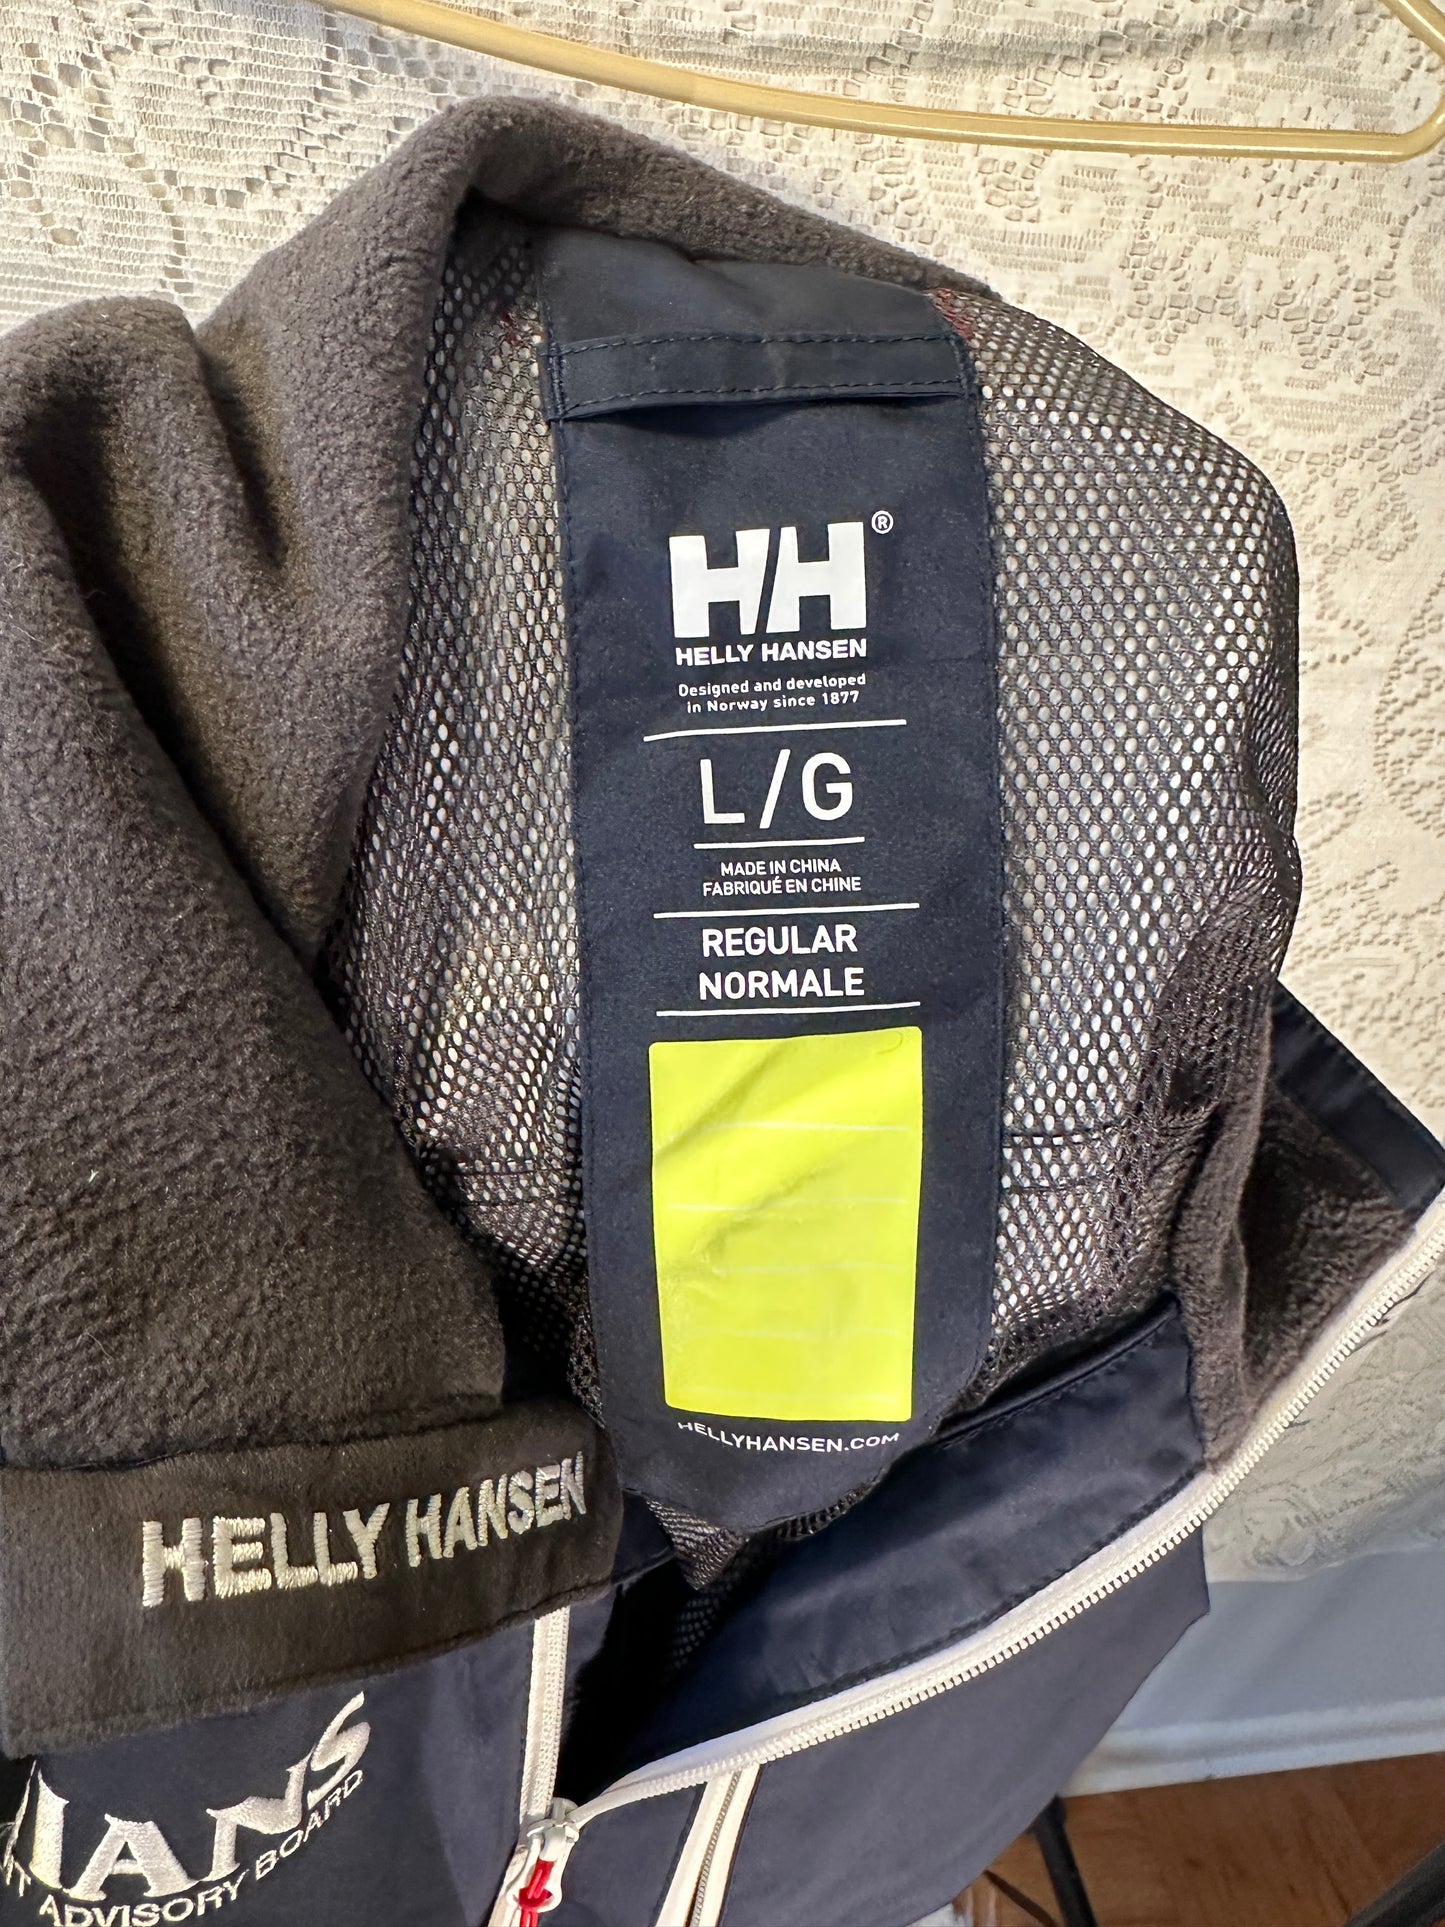 HH®
HELLY HANSEN
Designed and developed
in Norway since 1877
L/G
MADE IN CHINA
FABRIQUÉ EN CHINE
REGULAR
NORMALE
HELLYHANSEN.COM
HELLY HANSEN
ADVISORY BOARD